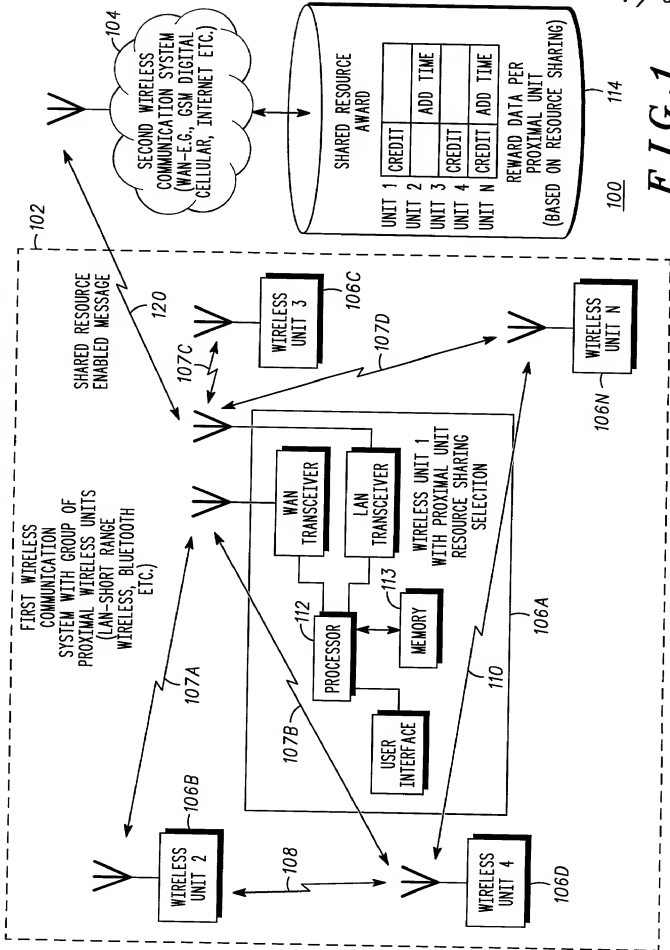 FIRST WIRELESS
COMMUNICATION
SYSTEM WITH GROUP OF
PROXIMAL WIRELESS UNITS
(LAN-SHORT RANGE
WIRELESS, BLUETOOTH
ETC.)
102
SHARED RESOURCE
ENABLED MESSAGE
120
104
SECOND WIRELESS
COMMUNICATION SYSTEM
(WAN-E.G., GSM DIGITAL
CELLULAR, INTERNET ETC.)
107A
107C
107D
106B
WIRELESS
UNIT 2
108
107B
WAN
TRANSCEIVER
LAN
TRANSCEIVER
112
PROCESSOR
113
MEMORY
USER
INTERFACE
WIRELESS UNIT 1
WITH PROXIMAL UNIT
RESOURCE SHARING
SELECTION
106A
WIRELESS
UNIT 3
106C
WIRELESS
UNIT 4
106D
110
WIRELESS
UNIT N
106N
SHARED RESOURCE
AWARD
UNIT 1 CREDIT
UNIT 2 ADD TIME
UNIT 3
UNIT 4 CREDIT
UNIT N CREDIT ADD TIME
REWARD DATA PER
PROXIMAL UNIT
(BASED ON RESOURCE SHARING)
114
100
FIG.1